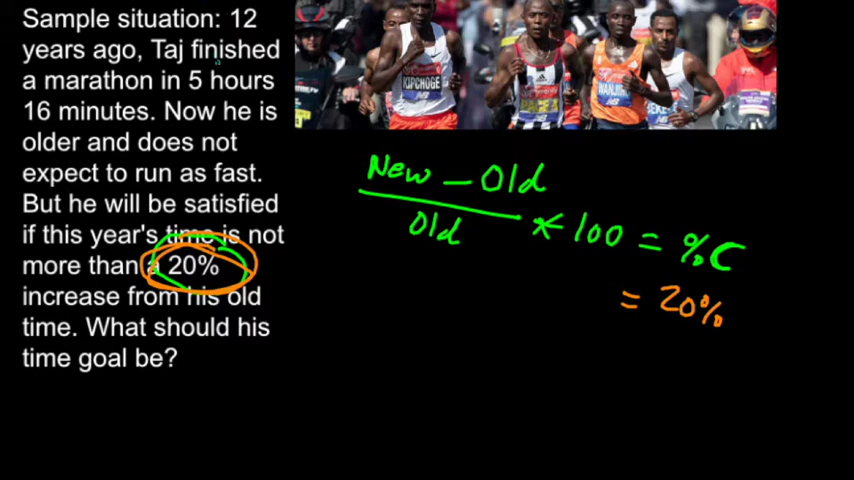 Sample situation: 12
years ago, Taj finished
a marathon in 5 hours
16 minutes. Now he is
older and does not
expect to run as fast.
But he will be satisfied
if this year's time is not
more than a 20%
increase from his old
time. What should his
time goal be?
KIPCHOGE
WANJIRU
New - Old
Old
* 100 = %C
= 20%